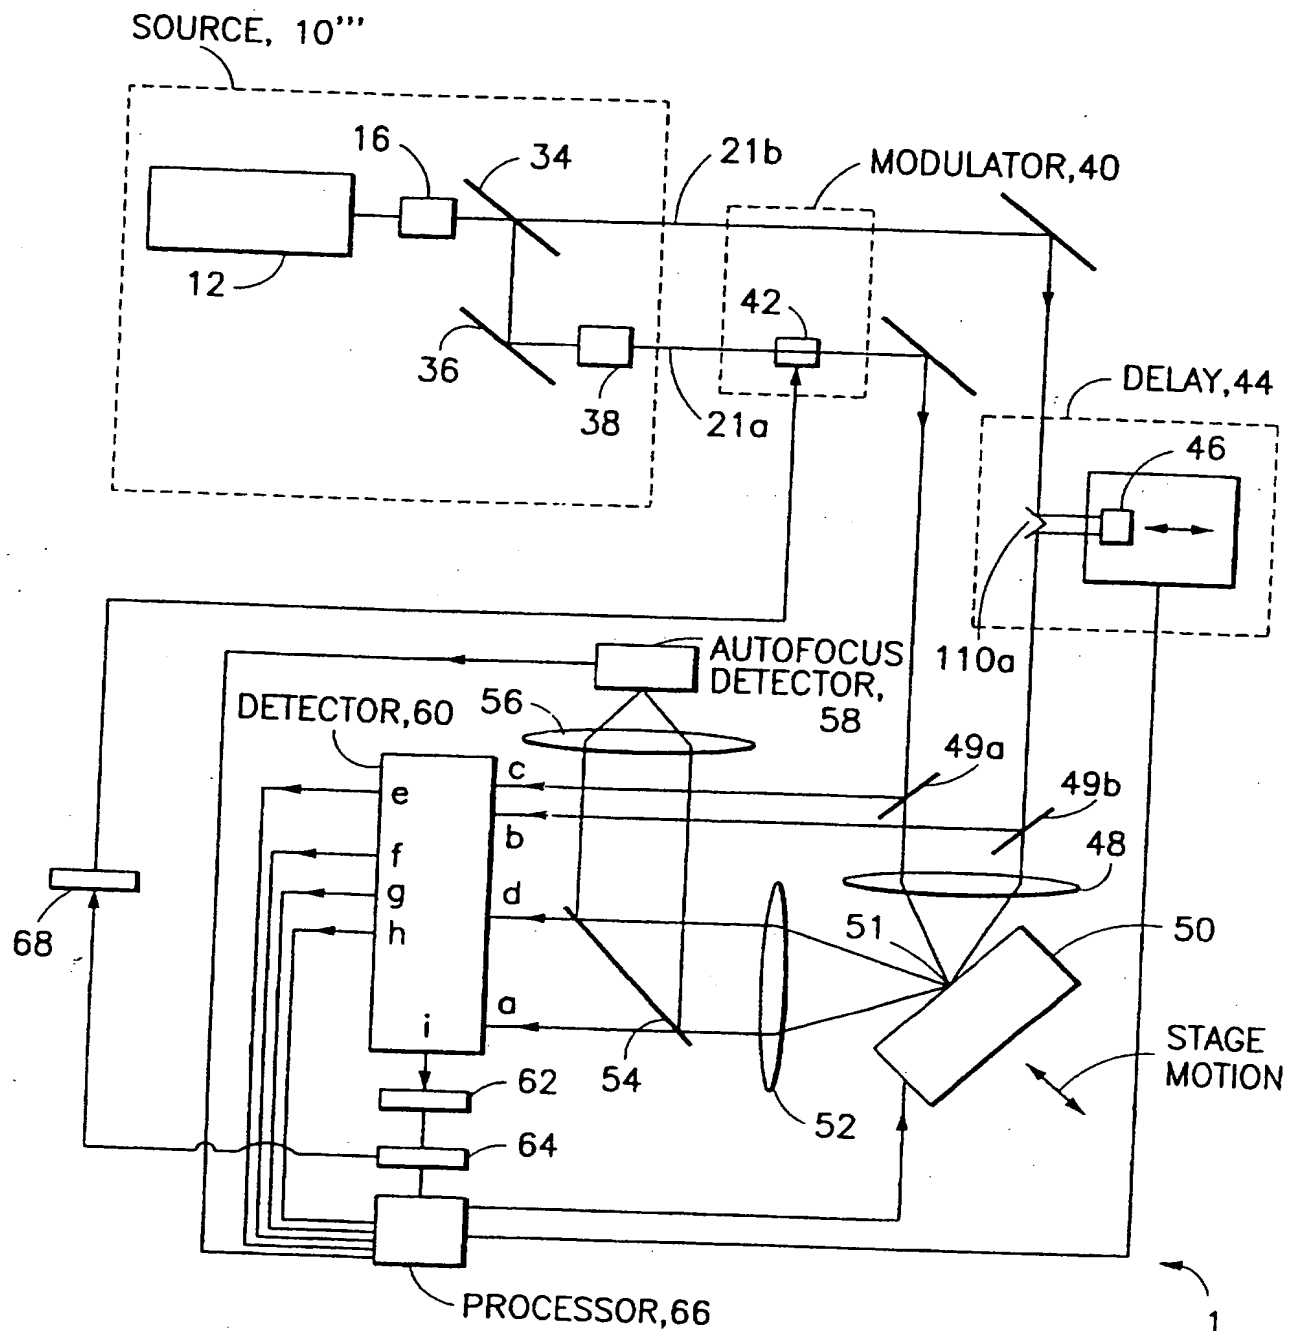 SOURCE, 10'''
16
34
21b
MODULATOR,40
12
36
38
42
21a
DELAY,44
46
110a
AUTOFOCUS
DETECTOR,
58
DETECTOR,60
56
49a
49b
48
c
e
b
f
g
d
h
51
50
68
a
i
54
52
STAGE
MOTION
62
64
PROCESSOR,66
1